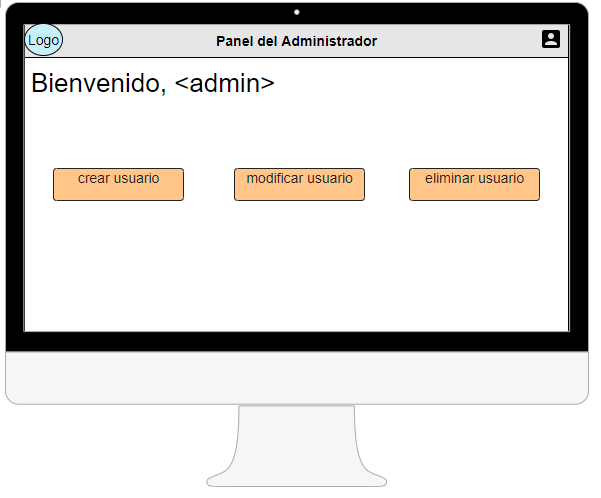 Logo
Panel del Administrador
Bienvenido, <admin>
crear usuario
modificar usuario
eliminar usuario